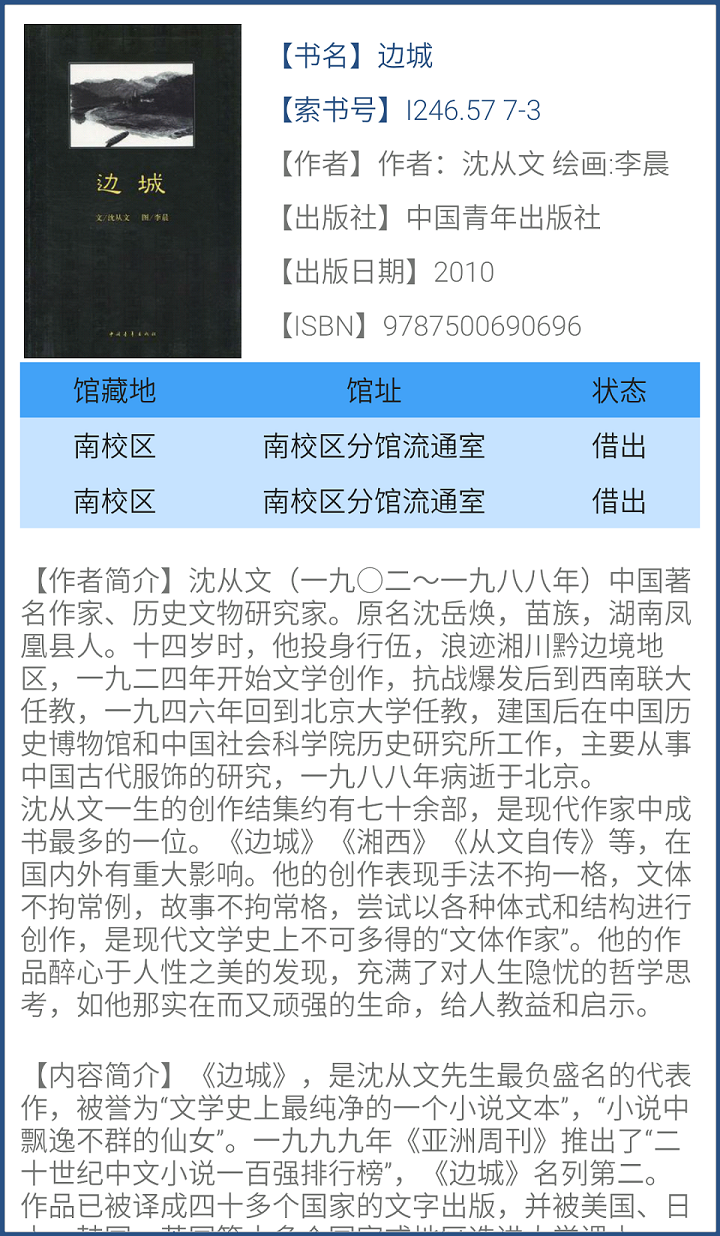 边 城
文/沈从文 图/李晨
中国青年出版社
【书名】边城
【索书号】I246.57 7-3
【作者】作者：沈从文 绘画:李晨
【出版社】中国青年出版社
【出版日期】2010
【ISBN】9787500690696
馆藏地 馆址 状态
南校区 南校区分馆流通室 借出
南校区 南校区分馆流通室 借出
【作者简介】沈从文（一九〇二～一九八八年）中国著
名作家、历史文物研究家。原名沈岳焕，苗族，湖南凤
凰县人。十四岁时，他投身行伍，浪迹湘川黔边境地
区，一九二四年开始文学创作，抗战爆发后到西南联大
任教，一九四六年回到北京大学任教，建国后在中国历
史博物馆和中国社会科学院历史研究所工作，主要从事
中国古代服饰的研究，一九八八年病逝于北京。
沈从文一生的创作结集约有七十余部，是现代作家中成
书最多的一位。《边城》《湘西》《从文自传》等，在
国内外有重大影响。他的创作表现手法不拘一格，文体
不拘常例，故事不拘常格，尝试以各种体式和结构进行
创作，是现代文学史上不可多得的“文体作家”。他的作
品醉心于人性之美的发现，充满了对人生隐忧的哲学思
考，如他那实在而又顽强的生命，给人教益和启示。
【内容简介】《边城》，是沈从文先生最负盛名的代表
作，被誉为“文学史上最纯净的一个小说文本”，“小说中
飘逸不群的仙女”。一九九九年《亚洲周刊》推出了“二
十世纪中文小说一百强排行榜”，《边城》名列第二。
作品已被译成四十多个国家的文字出版，并被美国、日